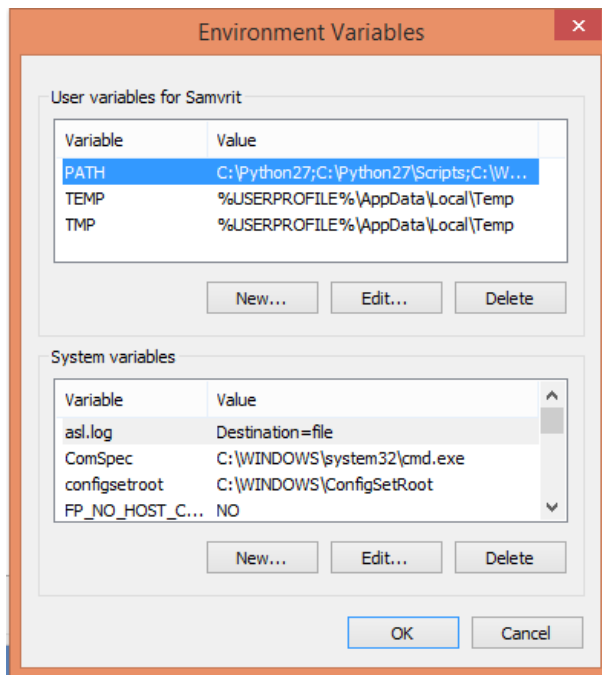 Environment Variables
User variables for Samvrit
Variable Value
PATH C:\Python27;C:\Python27\Scripts;C:\W...
TEMP %USERPROFILE%\AppData\Local\Temp
TMP %USERPROFILE%\AppData\Local\Temp
New... Edit... Delete
System variables
Variable Value
asl.log Destination=file
ComSpec C:\WINDOWS\system32\cmd.exe
configsetroot C:\WINDOWS\ConfigSetRoot
FP_NO_HOST_C... NO
New... Edit... Delete
OK Cancel